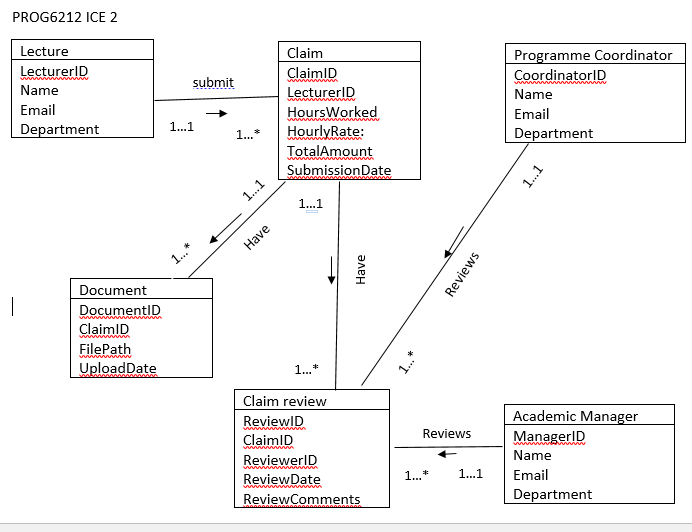 PROG6212 ICE 2
Lecture
LecturerID
Name
Email
Department
submit
1...1
1...*
Claim
ClaimID
LecturerID
HoursWorked
HourlyRate:
TotalAmount
SubmissionDate
Programme Coordinator
CoordinatorID
Name
Email
Department
1...1
1...*
Have
1...1
Have
1...*
1...1
Reviews
1...*
Document
DocumentID
ClaimID
FilePath
UploadDate
Claim review
ReviewID
ClaimID
ReviewerID
ReviewDate
ReviewComments
Reviews
1...*
1...1
Academic Manager
ManagerID
Name
Email
Department